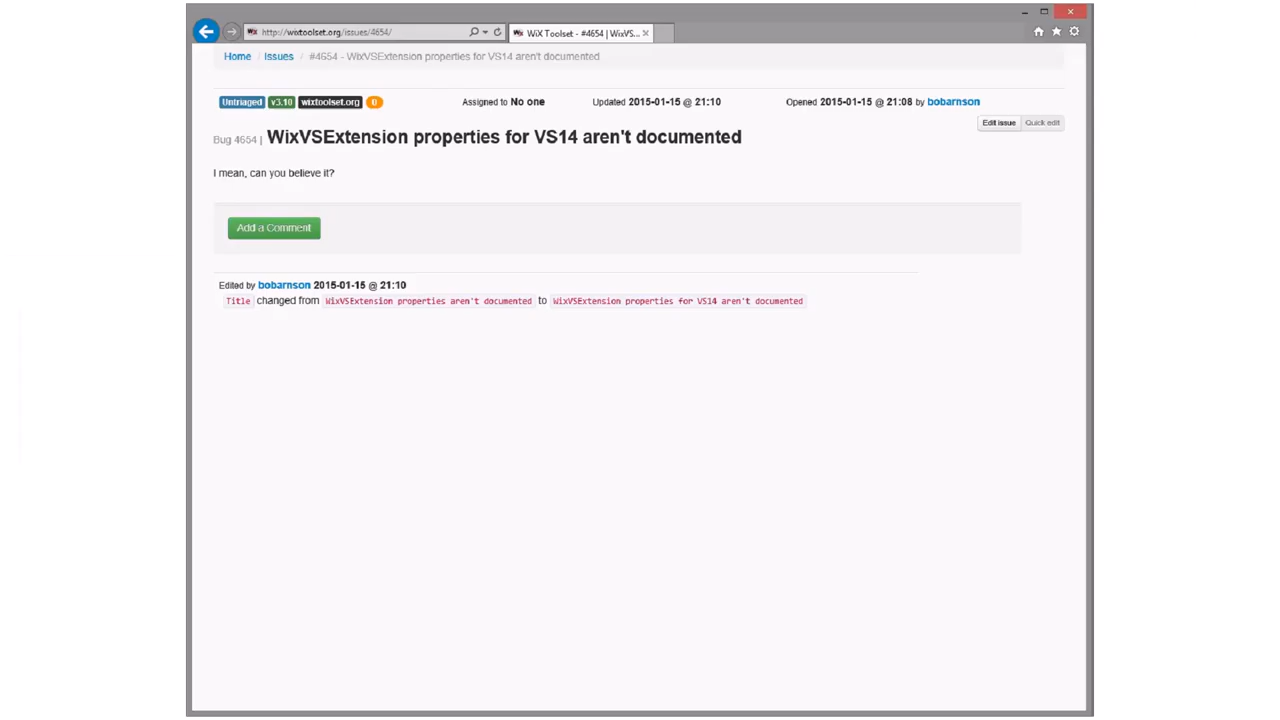 http://wixtoolset.org/issues/4654/
WiX Toolset - #4654 | WixVS...
Home / Issues / #4654 - WixVSExtension properties for VS14 aren't documented
Untriaged v3.10 wixtoolset.org 0 Assigned to No one Updated 2015-01-15 @ 21:10 Opened 2015-01-15 @ 21:08 by bobarnson
Edit issue Quick edit
Bug 4654 | WixVSExtension properties for VS14 aren't documented
I mean, can you believe it?
Add a Comment
Edited by bobarnson 2015-01-15 @ 21:10
Title changed from WixVSExtension properties aren't documented to WixVSExtension properties for VS14 aren't documented